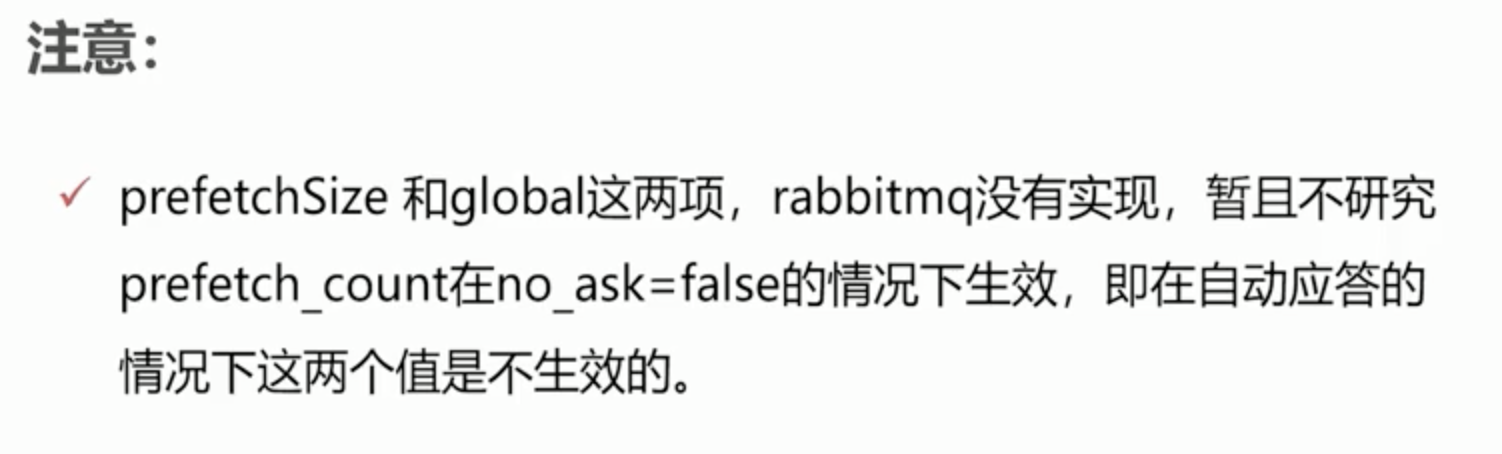 注意：
✓ prefetchSize 和global这两项，rabbitmq没有实现，暂且不研究
prefetch_count在no_ask=false的情况下生效，即在自动应答的
情况下这两个值是不生效的。